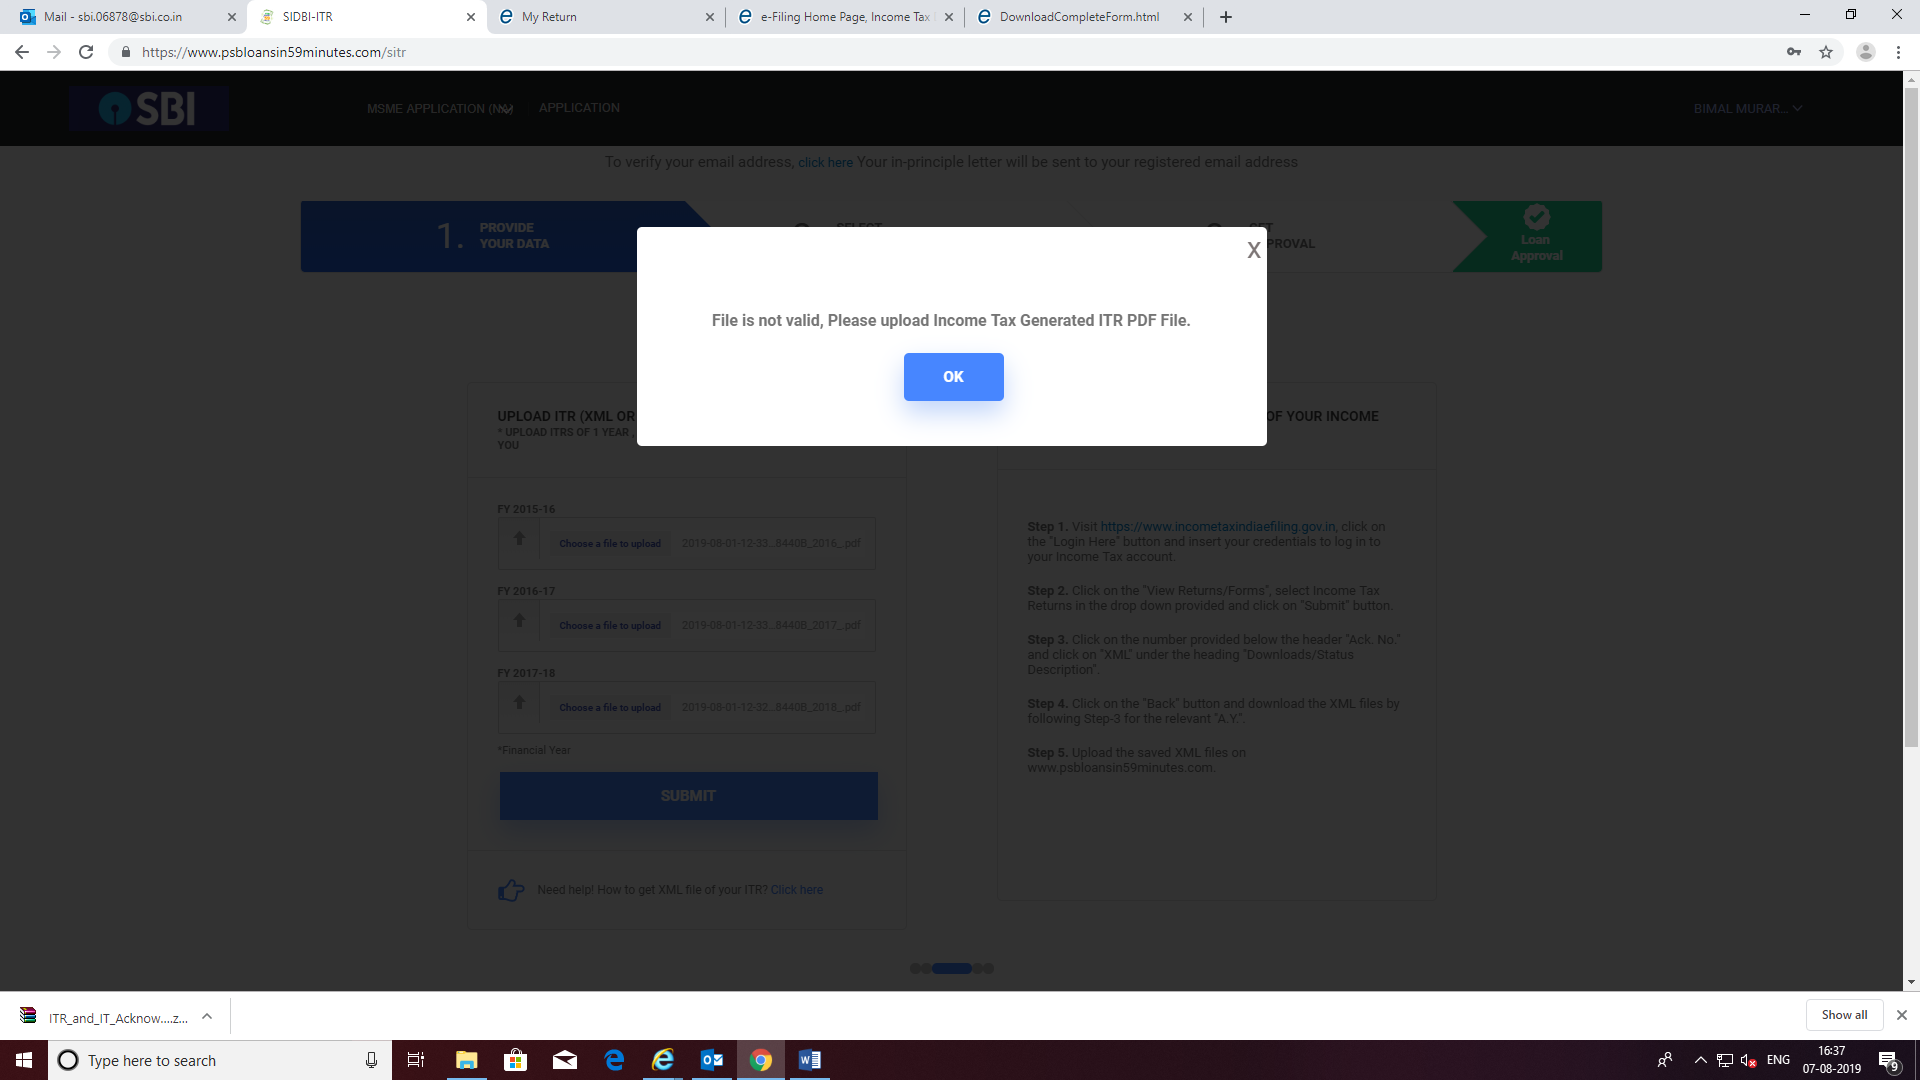 Mail - sbi.06878@sbi.co.in
SIDBI-ITR
My Return
e-Filing Home Page, Income Tax
DownloadCompleteForm.html
https://www.psbloansin59minutes.com/sitr
SBI
MSME APPLICATION
APPLICATION
BIMAL MURAR...
To verify your email address, click here Your in-principle letter will be sent to your registered email address
1. PROVIDE
YOUR DATA
Loan
Approval
X
File is not valid, Please upload Income Tax Generated ITR PDF File.
OK
UPLOAD ITR (XML OR
* UPLOAD ITRS OF 1 YEAR
YOU
FY 2015-16
Choose a file to upload 2019-08-01-12-33...8440B_2016_.pdf
FY 2016-17
Choose a file to upload 2019-08-01-12-33...8440B_2017_.pdf
FY 2017-18
Choose a file to upload 2019-08-01-12-32...8440B_2018_.pdf
*Financial Year
SUBMIT
Need help! How to get XML file of your ITR? Click here
OF YOUR INCOME
Step 1. Visit https://www.incometaxindiaefiling.gov.in, click on
the "Login Here" button and insert your credentials to log in to
your Income Tax account.
Step 2. Click on the "View Returns/Forms", select Income Tax
Returns in the drop down provided and click on "Submit" button.
Step 3. Click on the number provided below the header "Ack. No."
and click on "XML" under the heading "Downloads/Status
Description".
Step 4. Click on the "Back" button and download the XML files by
following Step-3 for the relevant "A.Y.".
Step 5. Upload the saved XML files on
www.psbloansin59minutes.com.
ITR_and_IT_Acknow....z...
Show all
Type here to search
ENG
16:37
07-08-2019
9